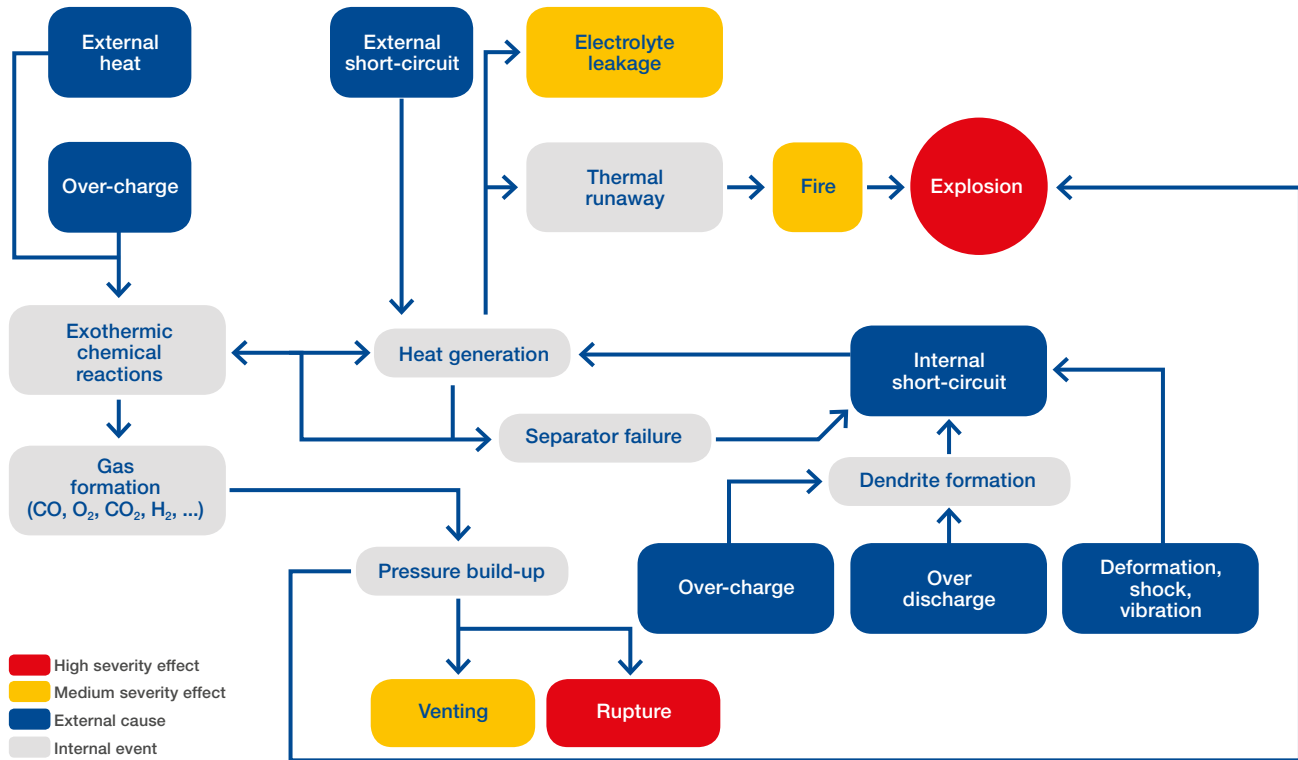 External
heat
External
short-circuit
Electrolyte
leakage
Over-charge
Thermal
runaway
Fire
Explosion
Exothermic
chemical
reactions
Heat generation
Internal
short-circuit
Separator failure
Gas
formation
(CO, O₂, CO₂, H₂, ...)
Dendrite formation
Pressure build-up
Over-charge
Over
discharge
Deformation,
shock,
vibration
High severity effect
Medium severity effect
External cause
Internal event
Venting
Rupture